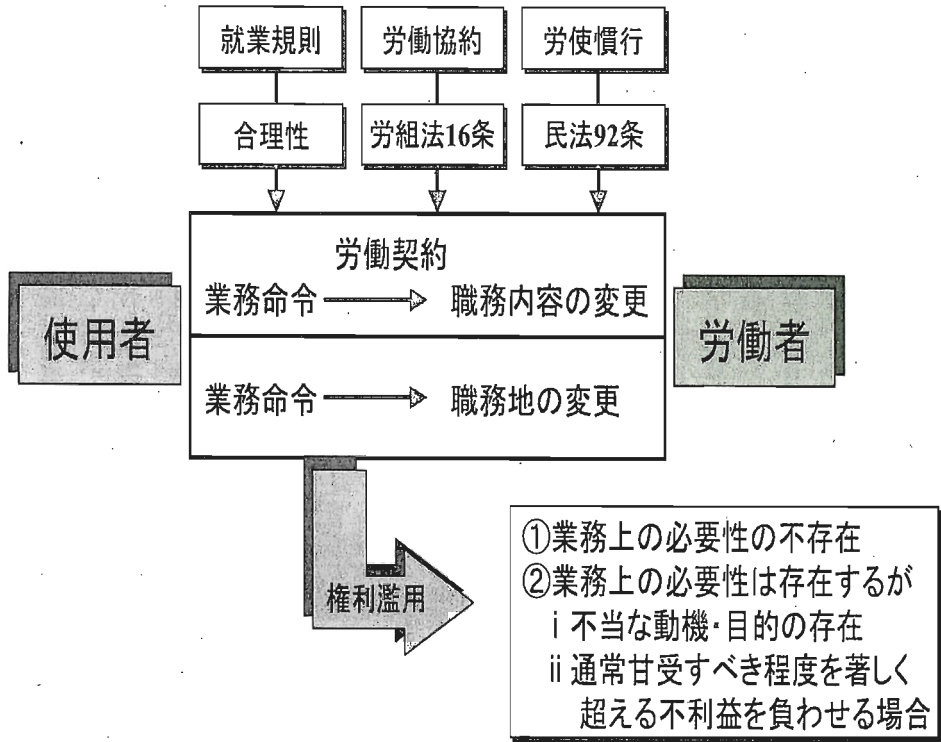 就業規則
労働協約
労使慣行
合理性
労組法16条
民法92条
労働契約
業務命令
職務内容の変更
使用者
労働者
業務命令
職務地の変更
権利濫用
①業務上の必要性の不存在
②業務上の必要性は存在するが
ⅰ不当な動機・目的の存在
ⅱ通常甘受すべき程度を著しく
超える不利益を負わせる場合